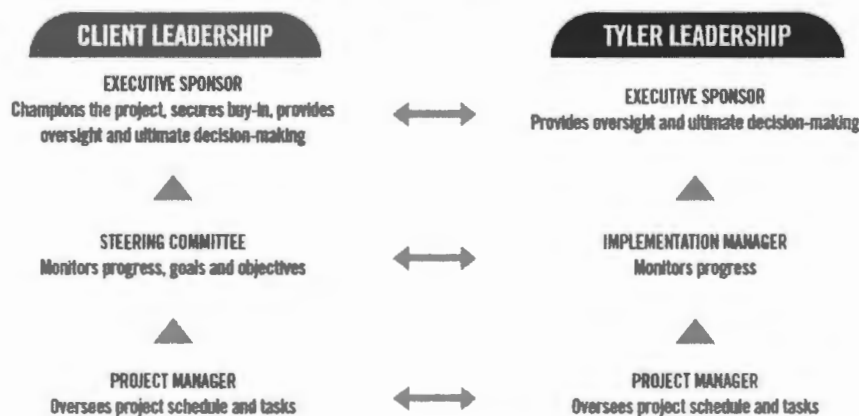 CLIENT LEADERSHIP
EXECUTIVE SPONSOR
Champions the project, secures buy-in, provides
oversight and ultimate decision-making
STEERING COMMITTEE
Monitors progress, goals and objectives
PROJECT MANAGER
Oversees project schedule and tasks
TYLER LEADERSHIP
EXECUTIVE SPONSOR
Provides oversight and ultimate decision-making
IMPLEMENTATION MANAGER
Monitors progress
PROJECT MANAGER
Oversees project schedule and tasks